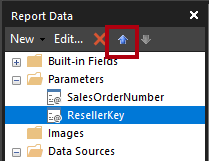 Report Data
New Edit...
Built-in Fields
Parameters
SalesOrderNumber
ResellerKey
Images
Data Sources